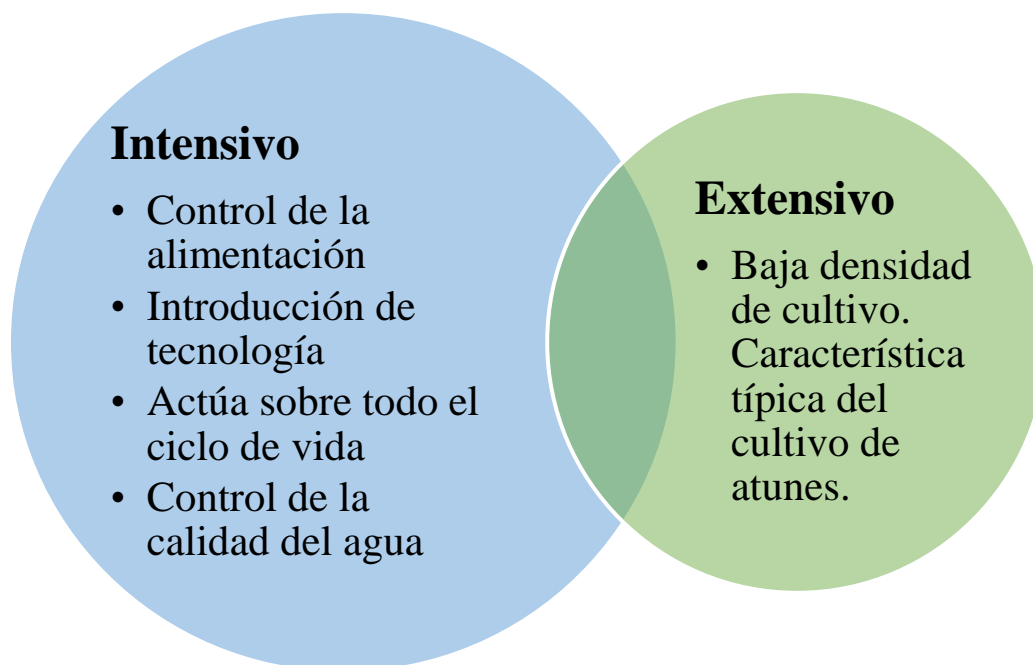 Intensivo
• Control de la
alimentación
• Introducción de
tecnología
• Actúa sobre todo el
ciclo de vida
• Control de la
calidad del agua
Extensivo
• Baja densidad
de cultivo.
Característica
típica del
cultivo de
atunes.